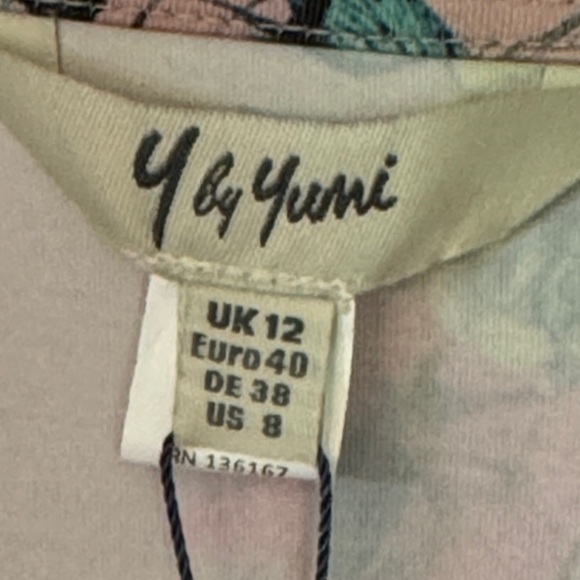 Y by Yumi
UK 12
Euro 40
DE 38
US 8
RN 136167